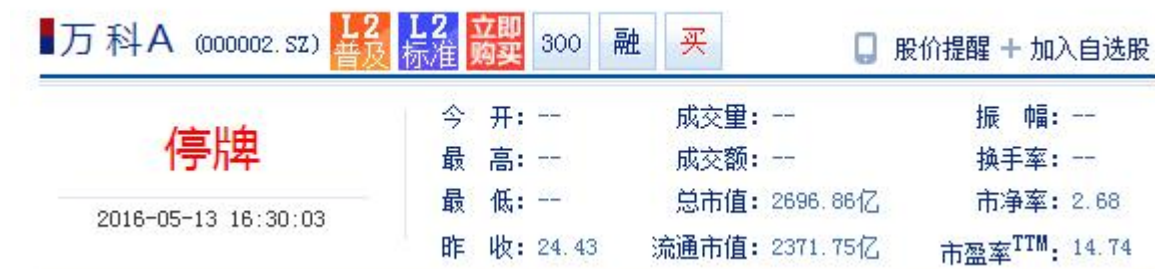 万 科A (000002.SZ) L2 普及 L2 标准 立即 购买 300 融 买 股价提醒 + 加入自选股
停牌
2016-05-13 16:30:03
今 开: -- 成交量: -- 振 幅: --
最 高: -- 成交额: -- 换手率: --
最 低: -- 总市值: 2696.86亿 市净率: 2.68
昨 收: 24.43 流通市值: 2371.75亿 市盈率TTM: 14.74